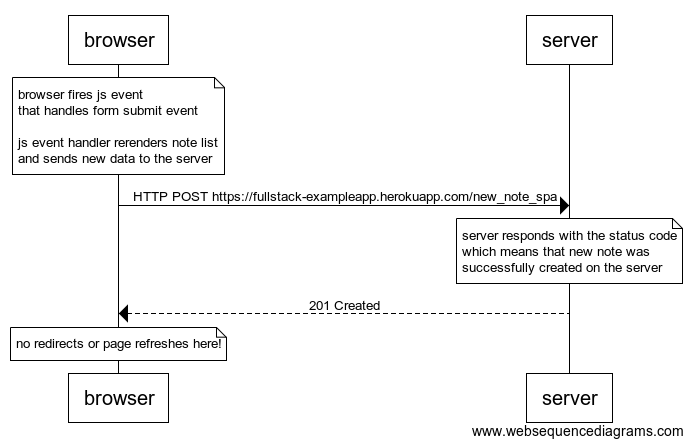 browser
server
browser fires js event
that handles form submit event
js event handler rerenders note list
and sends new data to the server
HTTP POST https://fullstack-exampleapp.herokuapp.com/new_note_spa
server responds with the status code
which means that new note was
successfully created on the server
201 Created
no redirects or page refreshes here!
browser
server
www.websequencediagrams.com